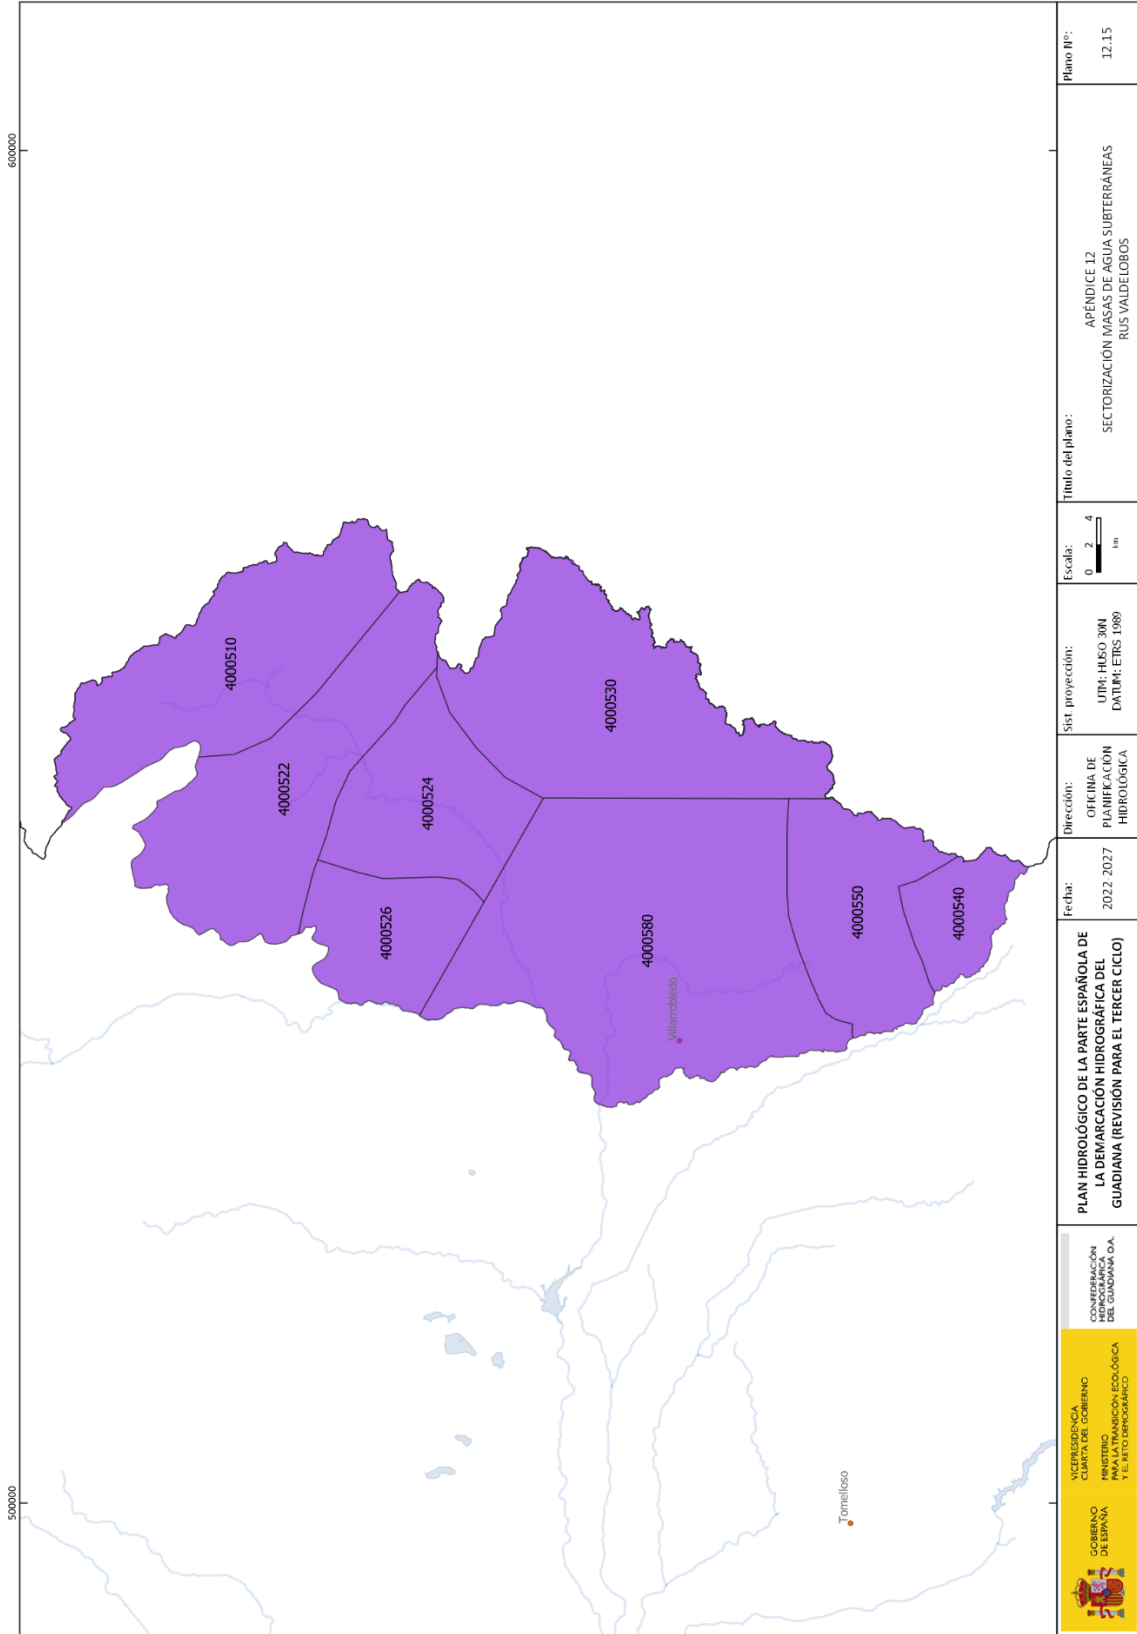 500000
600000
4000510
4000522
4000524
4000526
4000530
4000580
4000550
4000540
Villarrobledo
Tomelloso
GOBIERNO
DE ESPAÑA
VICEPRESIDENCIA
CUARTA DEL GOBIERNO
MINISTERIO
PARA LA TRANSICIÓN ECOLÓGICA
Y EL RETO DEMOGRÁFICO
CONFEDERACIÓN
HIDROGRÁFICA
DEL GUADIANA O.A.
PLAN HIDROLÓGICO DE LA PARTE ESPAÑOLA DE
LA DEMARCACIÓN HIDROGRÁFICA DEL
GUADIANA (REVISIÓN PARA EL TERCER CICLO)
Fecha:
2022-2027
Dirección:
OFICINA DE
PLANIFICACIÓN
HIDROLÓGICA
Sist. proyección:
UTM: HUSO 30N
DATUM: ETRS 1989
Escala:
0 2 4
km
Título del plano:
APÉNDICE 12
SECTORIZACIÓN MASAS DE AGUA SUBTERRÁNEAS
RUS VALDELOBOS
Plano Nº:
12.15